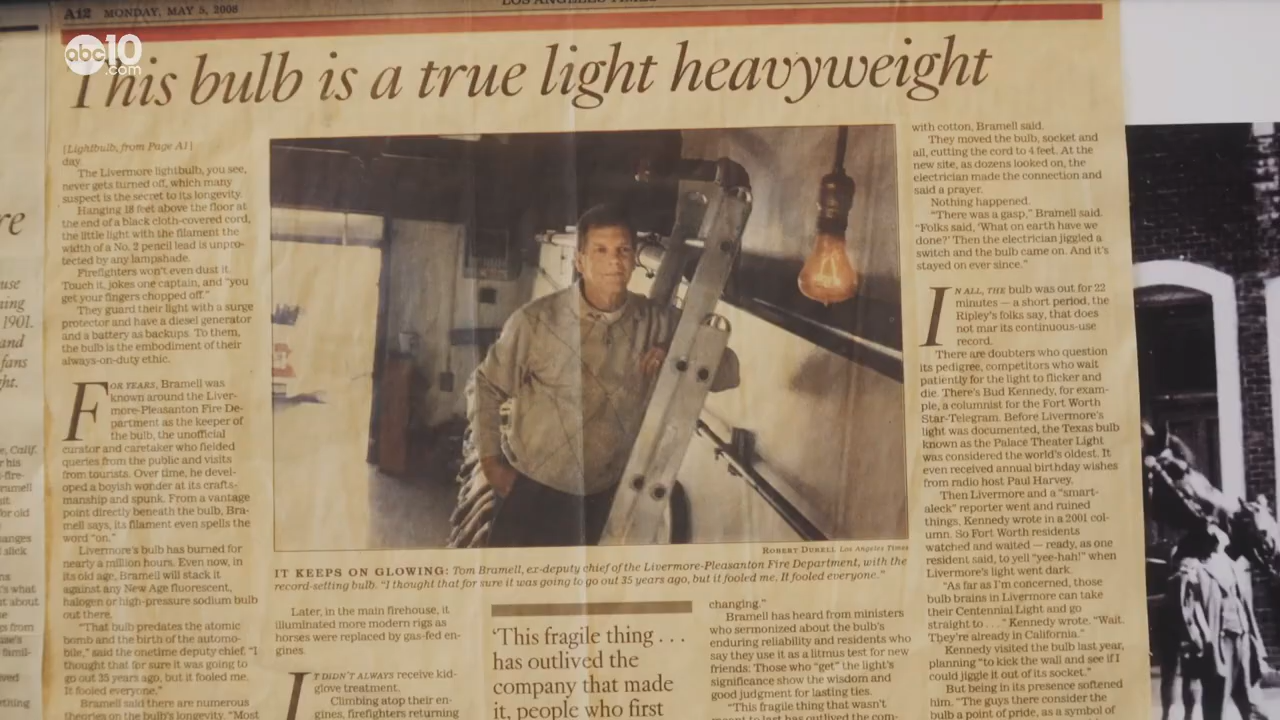 A12 MONDAY, MAY 5, 2008
LOS ANGELES TIMES
abc10
.com
This bulb is a true light heavyweight
[Lightbulb, from Page A1]
day.
The Livermore lightbulb, you see,
never gets turned off, which many
suspect is the secret to its longevity.
Hanging 18 feet above the floor at
the end of a black cloth-covered cord,
the little light with the filament the
width of a No. 2 pencil lead is unpro-
tected by any lampshade.
Firefighters won't even dust it.
Touch it, jokes one captain, and "you
get your fingers chopped off."
They guard their light with a surge
protector and have a diesel generator
and a battery as backups. To them,
the bulb is the embodiment of their
always-on-duty ethic.
FOR YEARS, Bramell was
known around the Liver-
more-Pleasanton Fire De-
partment as the keeper of
the bulb, the unofficial
curator and caretaker who fielded
queries from the public and visits
from tourists. Over time, he devel-
oped a boyish wonder at its crafts-
manship and spunk. From a vantage
point directly beneath the bulb, Bra-
mell says, its filament even spells the
word "on."
Livermore's bulb has burned for
nearly a million hours. Even now, in
its old age, Bramell will stack it
against any New Age fluorescent,
halogen or high-pressure sodium bulb
out there.
"That bulb predates the atomic
bomb and the birth of the automo-
bile," said the onetime deputy chief. "I
thought that for sure it was going to
go out 35 years ago, but it fooled me.
It fooled everyone."
Bramell said there are numerous
theories on the bulb's longevity. "Most
ROBERT DURELL Los Angeles Times
IT KEEPS ON GLOWING: Tom Bramell, ex-deputy chief of the Livermore-Pleasanton Fire Department, with the
record-setting bulb. "I thought that for sure it was going to go out 35 years ago, but it fooled me. It fooled everyone."
Later, in the main firehouse, it
illuminated more modern rigs as
horses were replaced by gas-fed en-
gines.
IT DIDN'T ALWAYS receive kid-
glove treatment.
Climbing atop their en-
gines, firefighters returning
'This fragile thing . . .
has outlived the
company that made
it, people who first
changing."
Bramell has heard from ministers
who sermonized about the bulb's
enduring reliability and residents who
say they use it as a litmus test for new
friends: Those who "get" the light's
significance show the wisdom and
good judgment for lasting ties.
"This fragile thing that wasn't
meant to last has outlived the com-
with cotton, Bramell said.
They moved the bulb, socket and
all, cutting the cord to 4 feet. At the
new site, as dozens looked on, the
electrician made the connection and
said a prayer.
Nothing happened.
"There was a gasp," Bramell said.
"Folks said, 'What on earth have we
done?' Then the electrician jiggled a
switch and the bulb came on. And it's
stayed on ever since."
IN ALL, THE bulb was out for 22
minutes — a short period, the
Ripley's folks say, that does
not mar its continuous-use
record.
There are doubters who question
its pedigree, competitors who wait
patiently for the light to flicker and
die. There's Bud Kennedy, for exam-
ple, a columnist for the Fort Worth
Star-Telegram. Before Livermore's
light was documented, the Texas bulb
known as the Palace Theater Light
was considered the world's oldest. It
even received annual birthday wishes
from radio host Paul Harvey.
Then Livermore and a "smart-
aleck" reporter went and ruined
things, Kennedy wrote in a 2001 col-
umn. So Fort Worth residents
watched and waited — ready, as one
resident said, to yell "yee-hah!" when
Livermore's light went dark.
"As far as I'm concerned, those
bulb brains in Livermore can take
their Centennial Light and go
straight to . . . " Kennedy wrote. "Wait.
They're already in California."
Kennedy visited the bulb last year,
planning "to kick the wall and see if I
could jiggle it out of its socket."
But being in its presence softened
him. "The guys there consider the
bulb a point of pride, as a symbol of